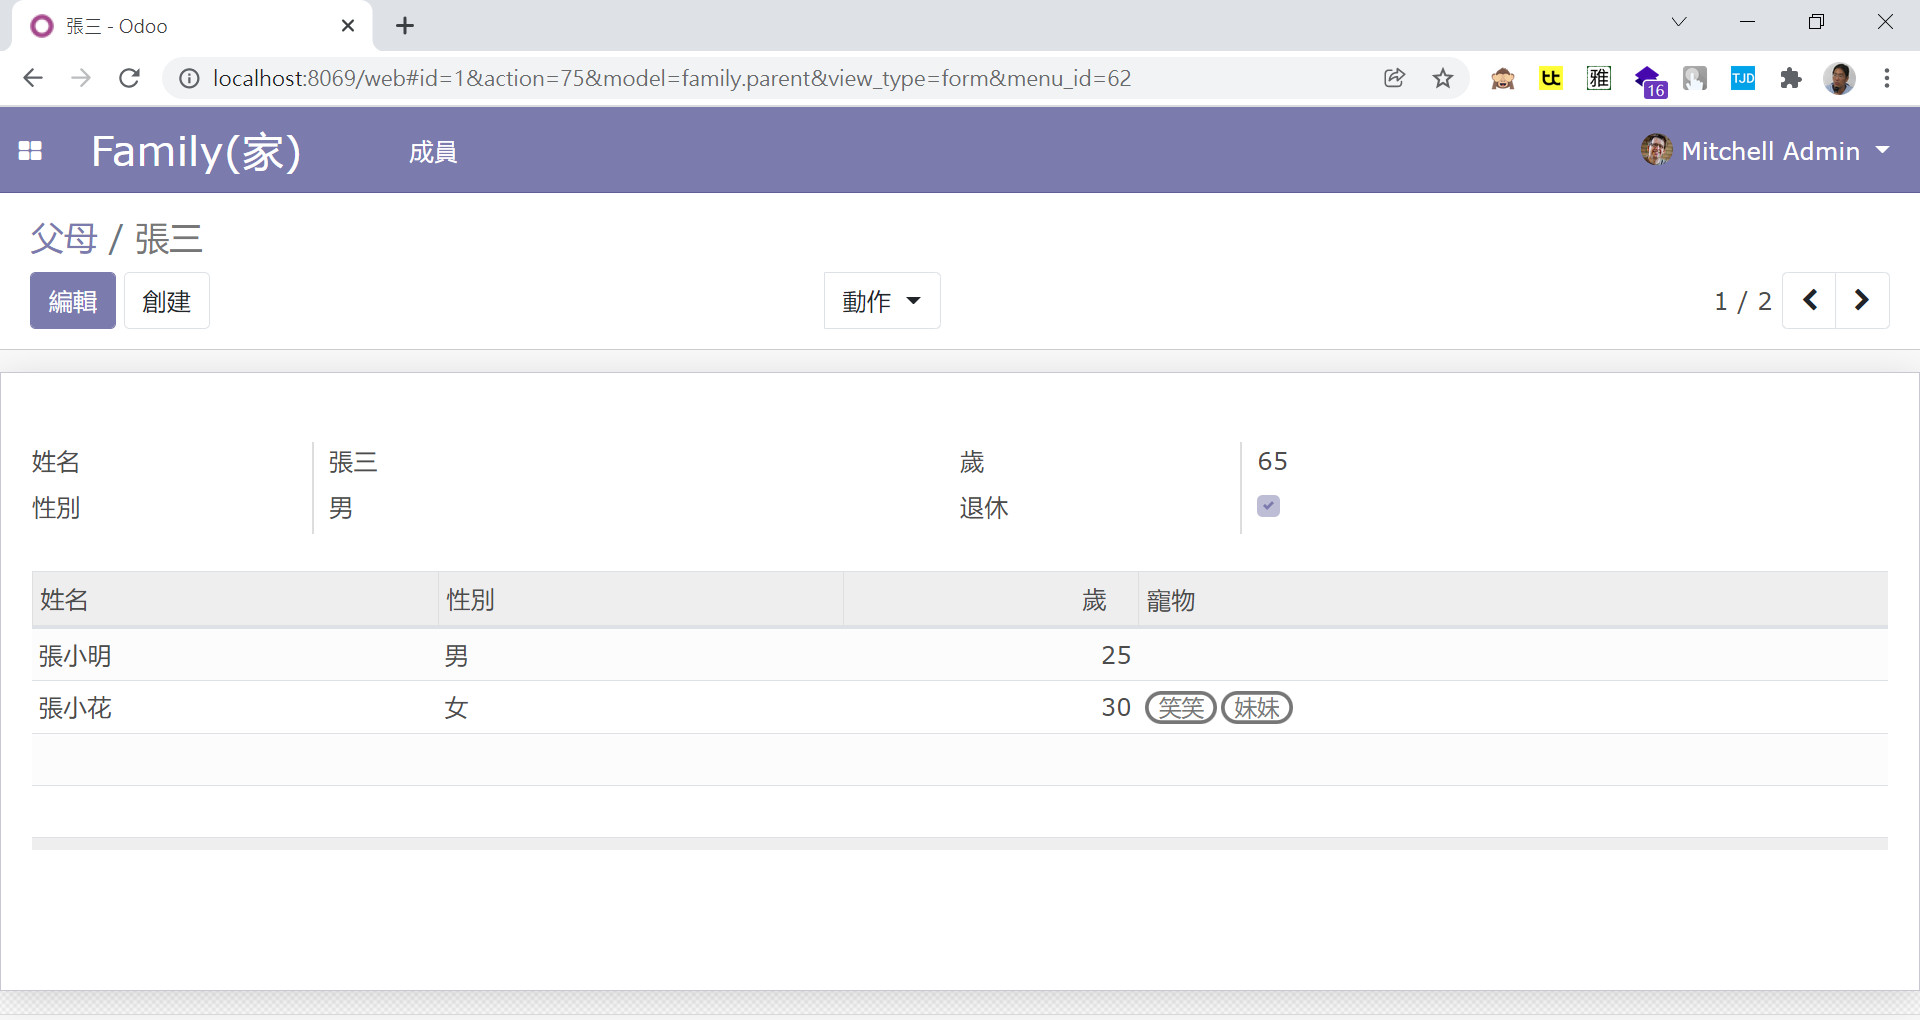 張三 - Odoo
localhost:8069/web#id=1&action=75&model=family.parent&view_type=form&menu_id=62
tt
雅
16
TJD
Family(家)
成員
Mitchell Admin
父母 / 張三
編輯
創建
動作
1 / 2
姓名
張三
歲
65
性別
男
退休
姓名
性別
歲
寵物
張小明
男
25
張小花
女
30
笑笑
妹妹